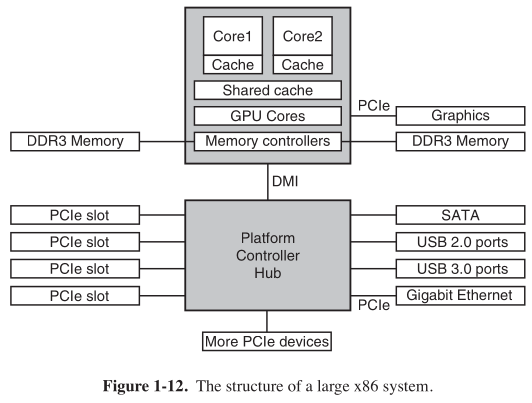 Core1 Core2
Cache Cache
Shared cache
GPU Cores
PCIe
Graphics
DDR3 Memory
Memory controllers
DDR3 Memory
DMI
PCIe slot
PCIe slot
PCIe slot
PCIe slot
Platform
Controller
Hub
SATA
USB 2.0 ports
USB 3.0 ports
Gigabit Ethernet
PCIe
More PCIe devices
Figure 1-12. The structure of a large x86 system.